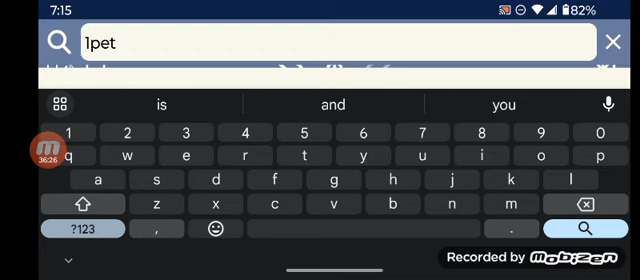 7:15 82%
1pet
is and you
1 2 3 4 5 6 7 8 9 0
q w e r t y u i o p
36:26
a s d f g h j k l
z x c v b n m
?123 , .
Recorded by mobizen